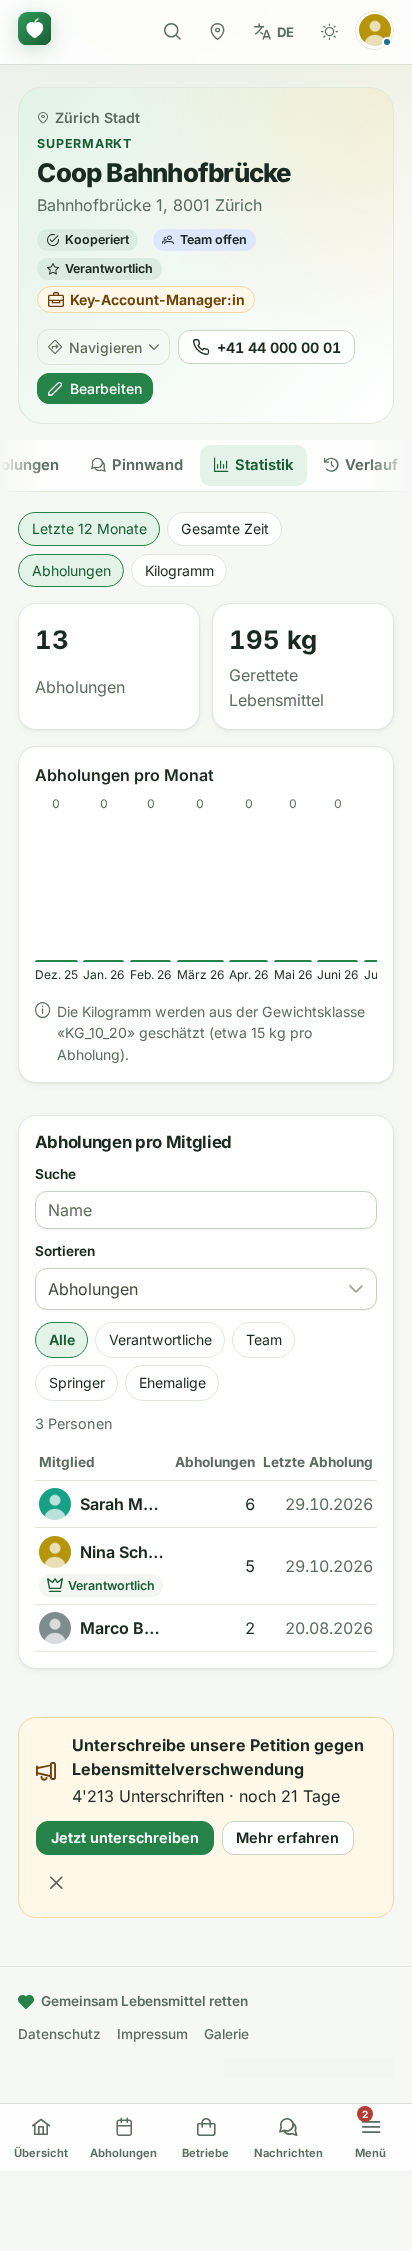 DE
Zürich Stadt
SUPERMARKT
Coop Bahnhofbrücke
Bahnhofbrücke 1, 8001 Zürich
Kooperiert
Team offen
Verantwortlich
Key-Account-Manager:in
Navigieren
+41 44 000 00 01
Bearbeiten
olungen
Pinnwand
Statistik
Verlauf
Letzte 12 Monate
Gesamte Zeit
Abholungen
Kilogramm
13
Abholungen
195 kg
Gerettete
Lebensmittel
Abholungen pro Monat
0 0 0 0 0 0 0
Dez. 25 Jan. 26 Feb. 26 März 26 Apr. 26 Mai 26 Juni 26 Ju
Die Kilogramm werden aus der Gewichtsklasse
«KG_10_20» geschätzt (etwa 15 kg pro
Abholung).
Abholungen pro Mitglied
Suche
Name
Sortieren
Abholungen
Alle
Verantwortliche
Team
Springer
Ehemalige
3 Personen
Mitglied Abholungen Letzte Abholung
Sarah M... 6 29.10.2026
Nina Sch... 5 29.10.2026
Verantwortlich
Marco B... 2 20.08.2026
Unterschreibe unsere Petition gegen
Lebensmittelverschwendung
4'213 Unterschriften · noch 21 Tage
Jetzt unterschreiben
Mehr erfahren
Gemeinsam Lebensmittel retten
Datenschutz Impressum Galerie
2
Übersicht Abholungen Betriebe Nachrichten Menü